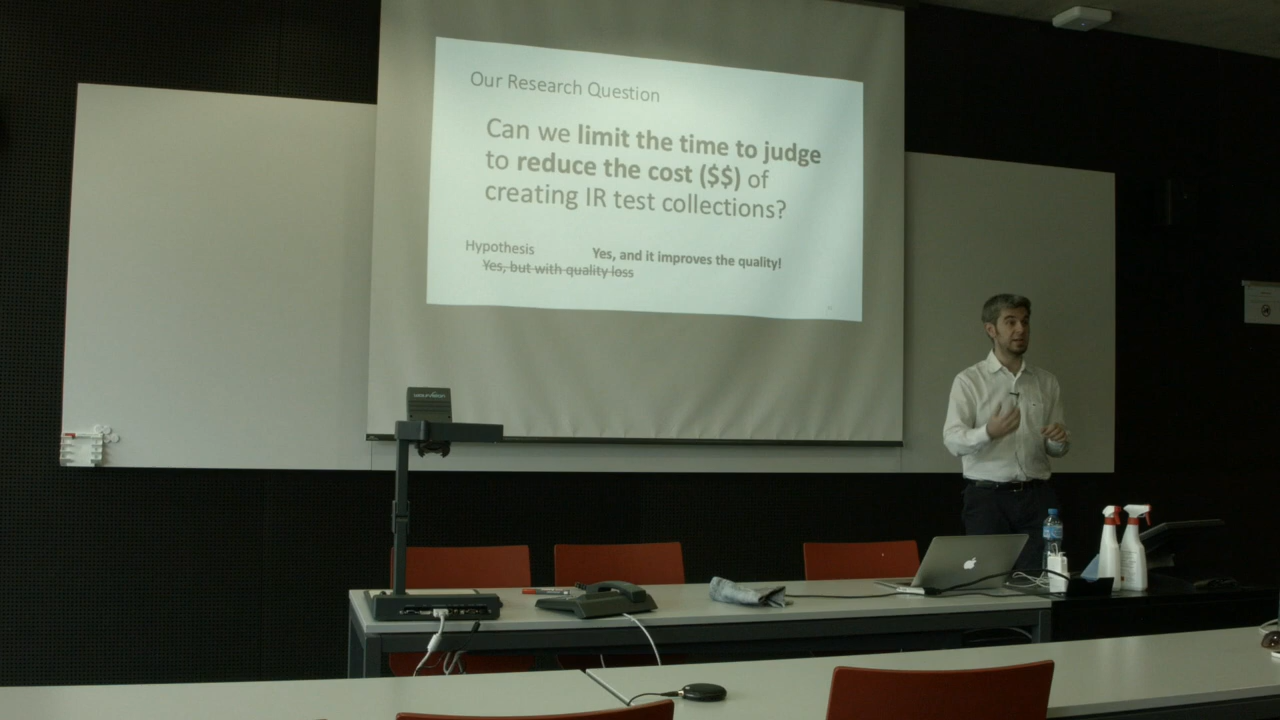 Our Research Question
Can we limit the time to judge
to reduce the cost ($$) of
creating IR test collections?
Hypothesis
Yes, and it improves the quality!
Yes, but with quality loss